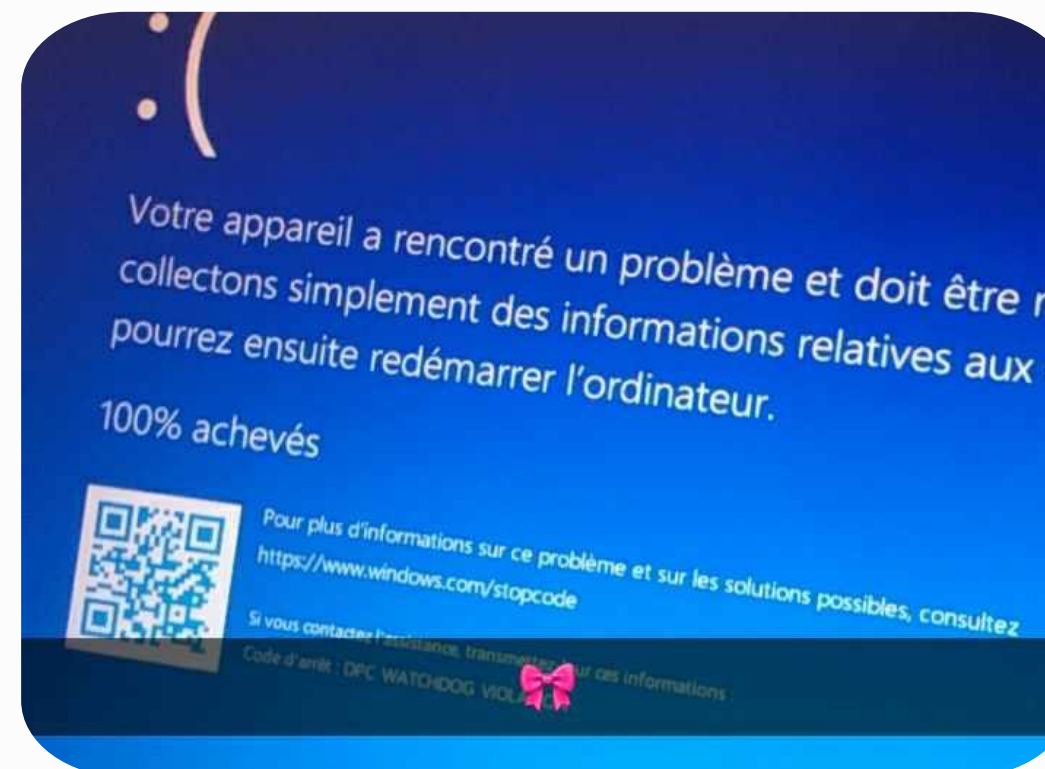 :(
Votre appareil a rencontré un problème et doit être
collectons simplement des informations relatives aux
pourrez ensuite redémarrer l'ordinateur.
100% achevés
Pour plus d'informations sur ce problème et sur les solutions possibles, consultez
https://www.windows.com/stopcode
Si vous contactez l'assistance, transmettez ces informations :
Code d'arrêt : DPC WATCHDOG